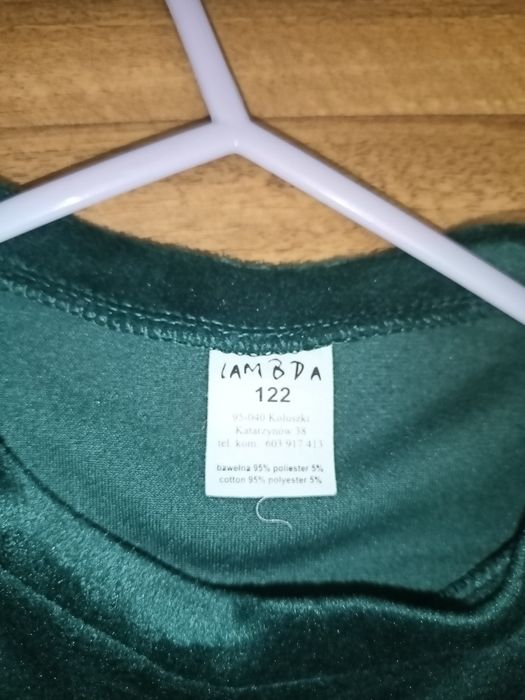 LAMBDA
122
95-040 Koluszki
Katarzynów 38
tel. kom. 603 917 413
bawełna 95% poliester 5%
cotton 95% polyester 5%